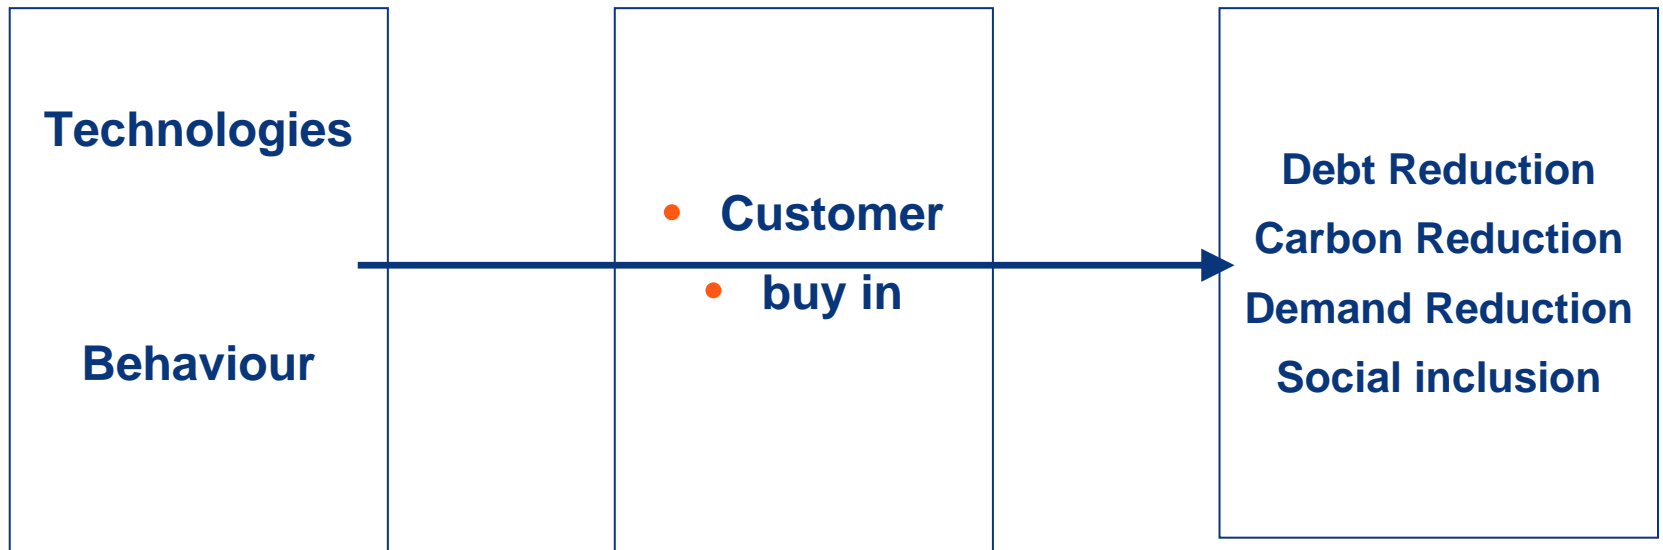 Technologies
Behaviour
• Customer
• buy in
Debt Reduction
Carbon Reduction
Demand Reduction
Social inclusion